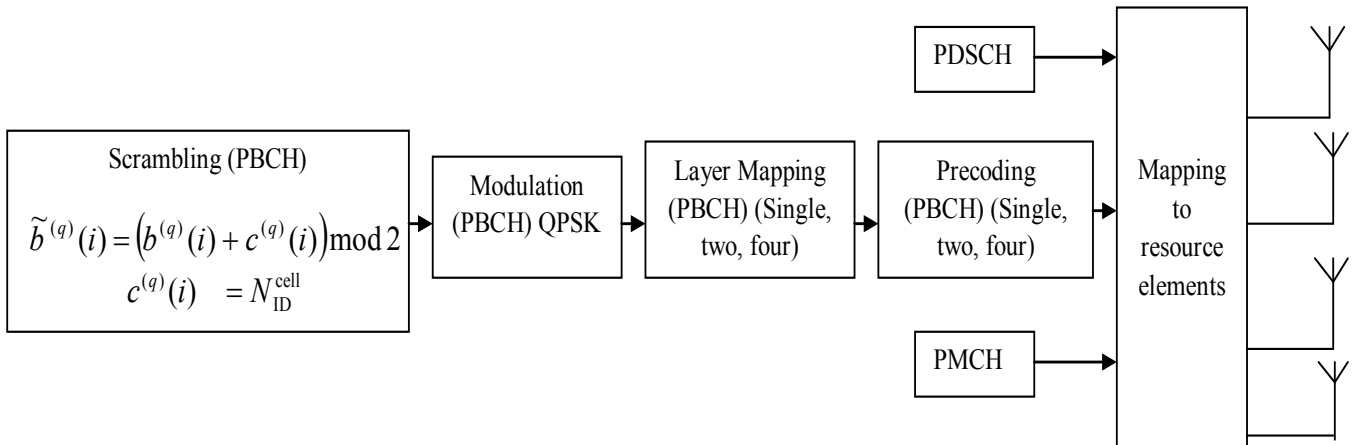 PDSCH
Scrambling (PBCH)
b̃^(q)(i) = (b^(q)(i) + c^(q)(i)) mod 2
c^(q)(i) = N_ID^cell
Modulation
(PBCH) QPSK
Layer Mapping
(PBCH) (Single,
two, four)
Precoding
(PBCH) (Single,
two, four)
Mapping
to
resource
elements
PMCH